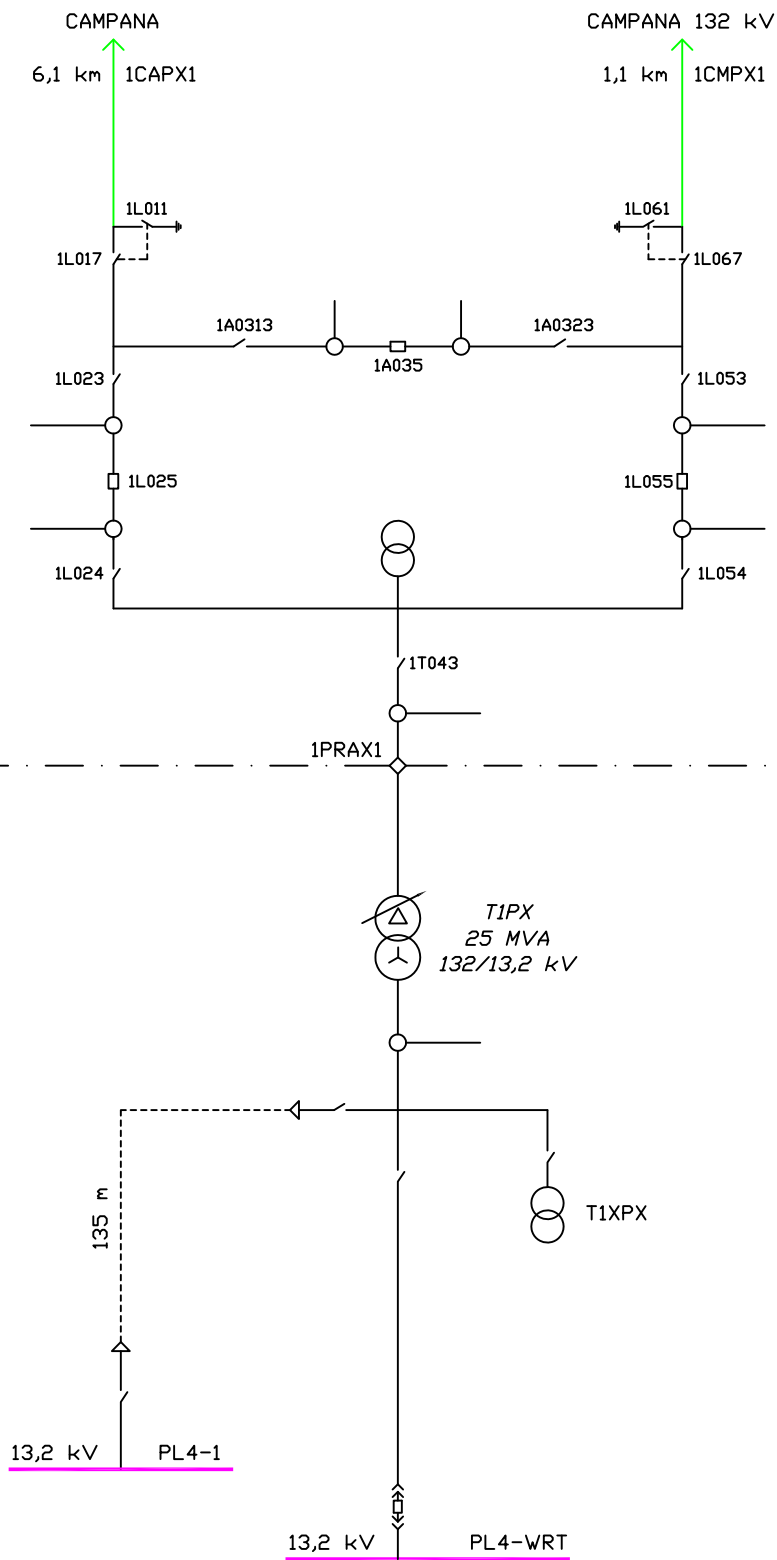 CAMPANA
CAMPANA 132 kV
6,1 km 1CAPX1
1,1 km 1CMPX1
1L011
1L061
1L017
1L067
1A0313
1A0323
1A035
1L023
1L053
1L025
1L055
1L024
1L054
1T043
1PRAX1
T1PX
25 MVA
132/13,2 kV
135 m
T1XPX
13,2 kV PL4-1
13,2 kV PL4-WRT